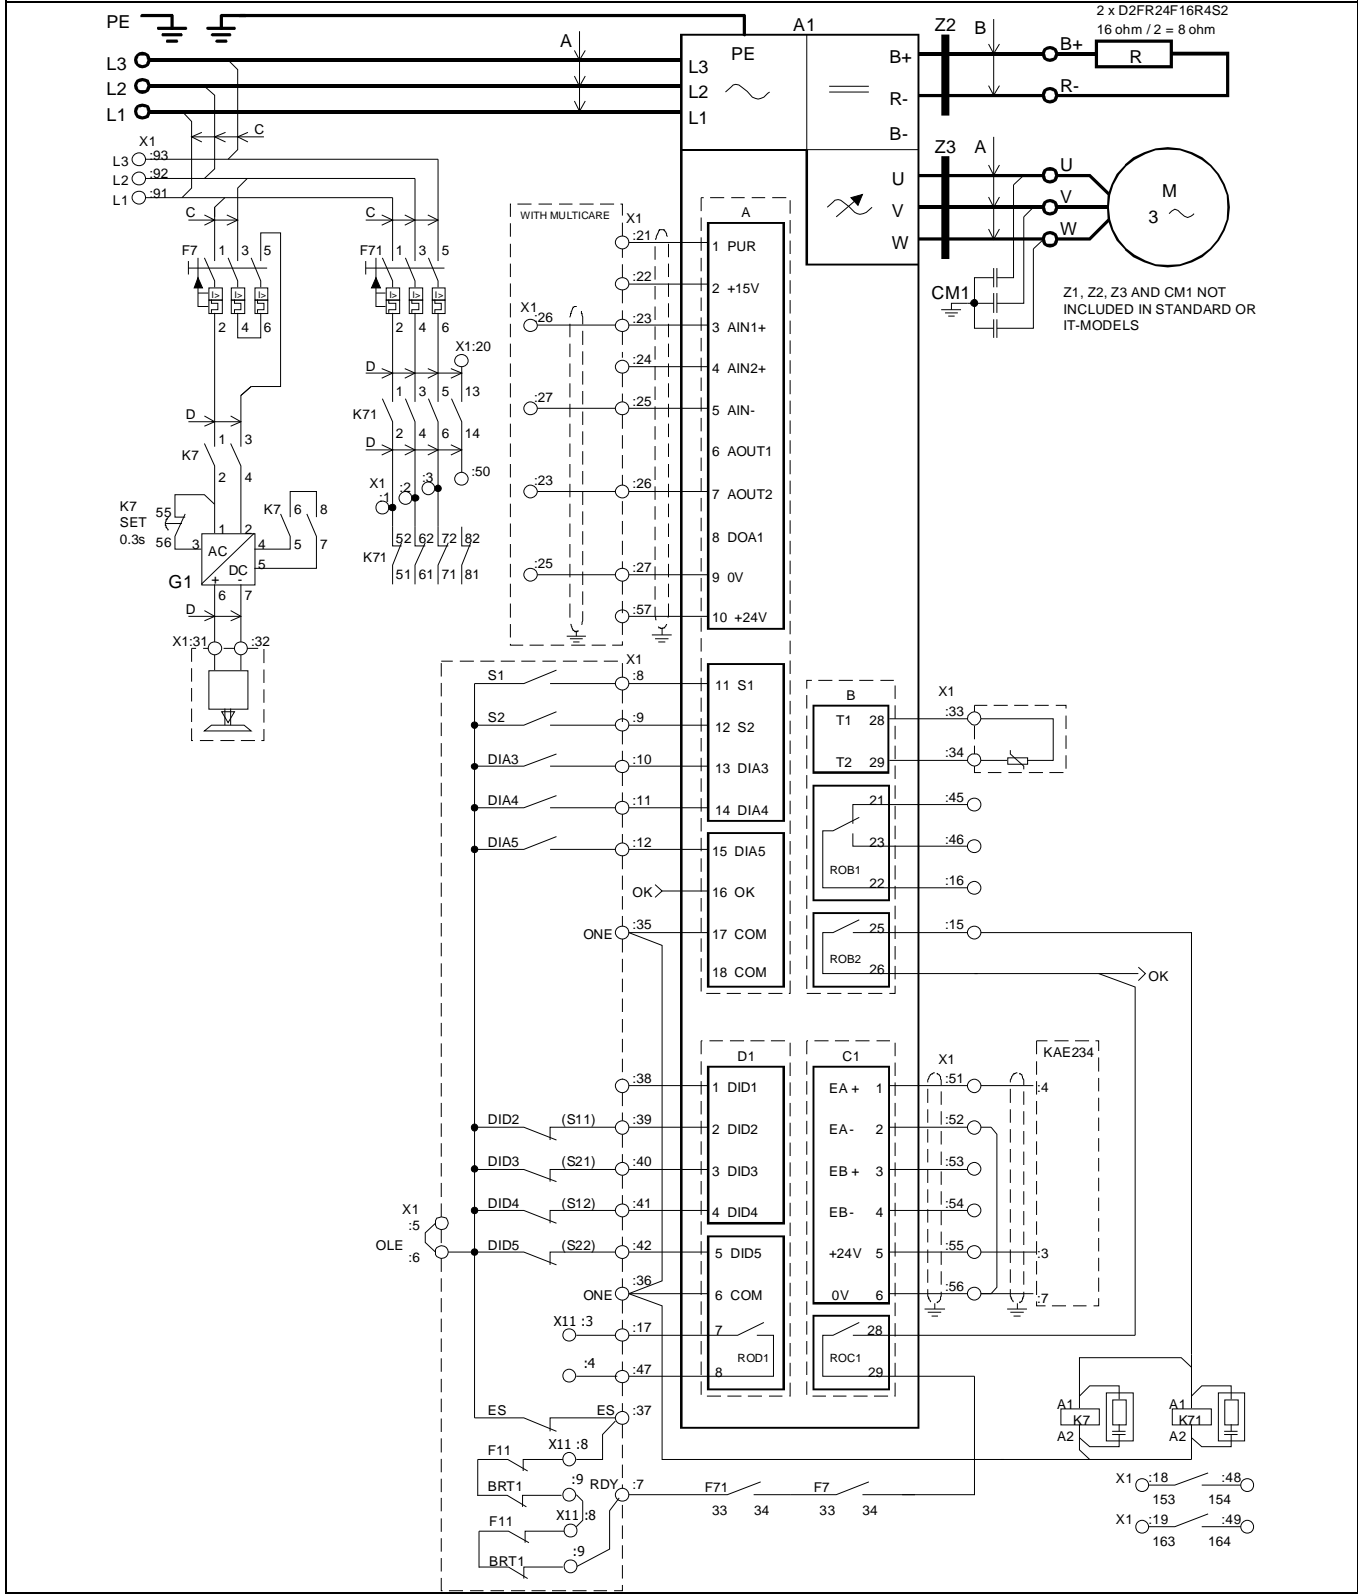 PE
A
A1
Z2
B
2 x D2FR24F16R4S2
16 ohm / 2 = 8 ohm
L3
L2
L1
PE
L3
L2
L1
B+
R-
B-
B+
R-
R
C
X1
L3 :93
L2 :92
L1 :91
Z3
A
U
V
W
U
V
W
M
3
CM1
Z1, Z2, Z3 AND CM1 NOT
INCLUDED IN STANDARD OR
IT-MODELS
C
F7 1 3 5
I> I> I>
2 4 6
C
F71 1 3 5
I> I> I>
2 4 6
X1:20
D
K71 1 3 5 13
2 4 6 14
D
:50
X1
:1 :2 :3
K71 52 62 72 82
51 61 71 81
D
K7 1 3
2 4
K7
SET
0.3s
55
56
1 2
3 AC 4
DC 5
+ -
G1
6 7
K7 6 8
5 7
D
X1:31 :32
WITH MULTICARE
X1
X1
:26
:27
:23
:25
:21
:22
:23
:24
:25
:26
:27
:57
A
1 PUR
2 +15V
3 AIN1+
4 AIN2+
5 AIN-
6 AOUT1
7 AOUT2
8 DOA1
9 0V
10 +24V
X1
S1 :8 11 S1
S2 :9 12 S2
DIA3 :10 13 DIA3
DIA4 :11 14 DIA4
DIA5 :12 15 DIA5
OK 16 OK
ONE :35 17 COM
18 COM
B
X1
T1 28 :33
T2 29 :34
21 :45
23 :46
ROB1
22 :16
25 :15
ROB2
26
OK
D1
:38 1 DID1
DID2 (S11) :39 2 DID2
DID3 (S21) :40 3 DID3
DID4 (S12) :41 4 DID4
X1
:5
OLE
:6
DID5 (S22) :42 5 DID5
ONE :36 6 COM
X11 :3 :17 7
ROD1
:4 :47 8
C1
X1
KAE234
EA + 1 :51 :4
EA- 2 :52
EB + 3 :53
EB- 4 :54
+24V 5 :55 :3
0V 6 :56 :7
28
ROC1
29
ES ES :37
F11 X11 :8
BRT1 :9 RDY :7
F11 X11 :8
BRT1 :9
F71
33 34
F7
33 34
A1
K7
A2
A1
K71
A2
X1 :18 :48
153 154
X1 :19 :49
163 164